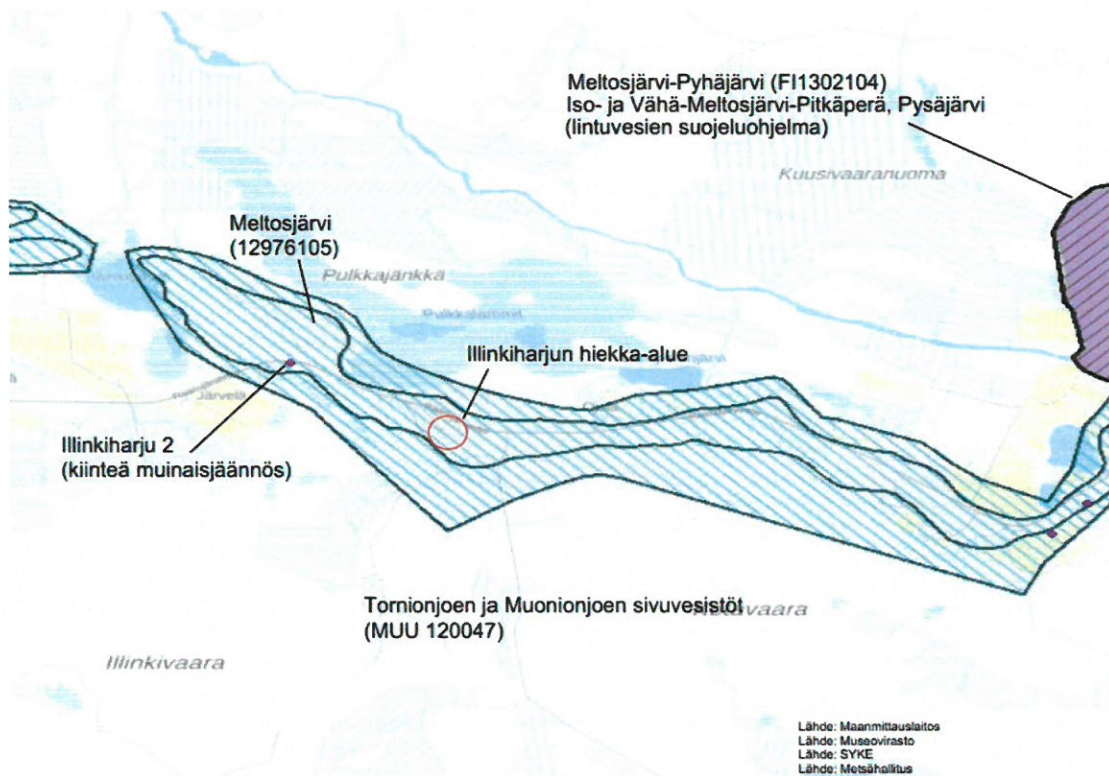 Meltosjärvi-Pyhäjärvi (FI1302104)
Iso- ja Vähä-Meltosjärvi-Pitkäperä, Pysäjärvi
(lintuvesien suojeluohjelma)
Kuusivaaranuoma
Meltosjärvi
(12976105)
Pulkkajänkkä
Illinkiharjun hiekka-alue
Järvelä
Illinkiharju 2
(kiinteä muinaisjäännös)
Tornionjoen ja Muonionjoen sivuvesistöt
(MUU 120047)
Illinkivaara
Lähde: Maanmittauslaitos
Lähde: Museovirasto
Lähde: SYKE
Lähde: Metsähallitus